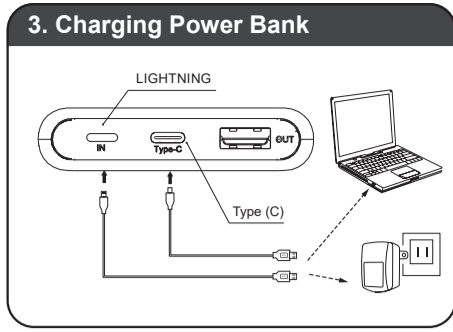 3. Charging Power Bank
LIGHTNING
IN
Type-C
OUT
Type (C)